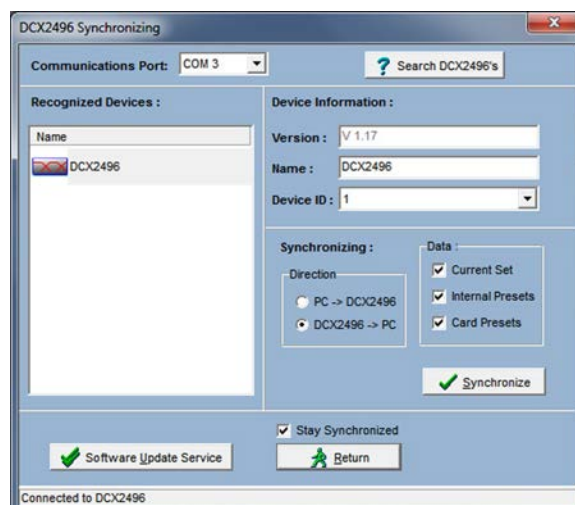 DCX2496 Synchronizing
Communications Port: COM 3
Search DCX2496's
Recognized Devices :
Name
DCX2496
Device Information :
Version : V 1.17
Name : DCX2496
Device ID : 1
Synchronizing :
Direction
PC -> DCX2496
DCX2496 -> PC
Data :
Current Set
Internal Presets
Card Presets
Synchronize
Stay Synchronized
Software Update Service
Return
Connected to DCX2496